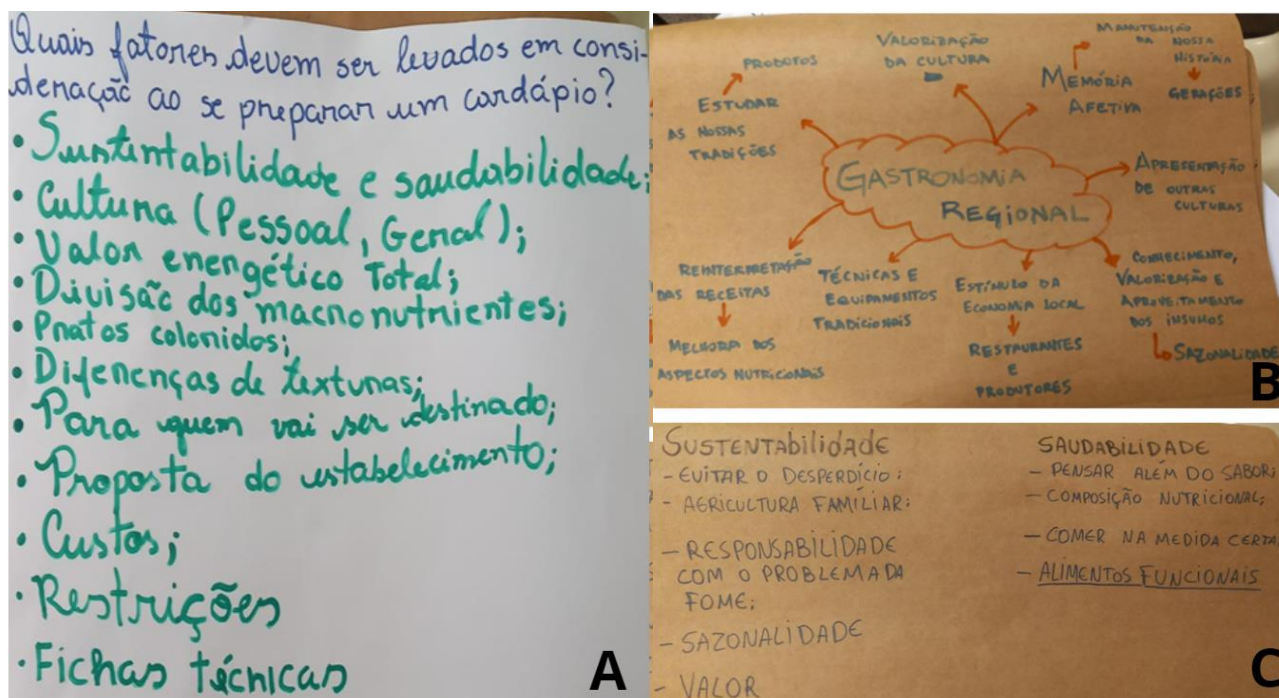 Quais fatores devem ser levados em consi-
deração ao se preparar um cardápio?
• Sustentabilidade e saudabilidade;
• Cultura (Pessoal, Geral);
• Valor energético Total;
• Divisão dos macronutrientes;
• Pratos coloridos;
• Diferenças de texturas;
• Para quem vai ser destinado;
• Proposta do estabelecimento;
• Custos;
• Restrições
• Fichas técnicas
A
GASTRONOMIA
REGIONAL
PRODUTOS
ESTUDAR
AS NOSSAS
TRADIÇÕES
VALORIZAÇÃO
DA CULTURA
MANUTENÇÃO
DA NOSSA
HISTÓRIA
GERAÇÕES
MEMÓRIA
AFETIVA
APRESENTAÇÃO
DE OUTRAS
CULTURAS
REINTERPRETAÇÃO
DAS RECEITAS
MELHORIA DOS
ASPECTOS NUTRICIONAIS
TÉCNICAS E
EQUIPAMENTOS
TRADICIONAIS
ESTÍMULO DA
ECONOMIA LOCAL
RESTAURANTES
E
PRODUTORES
CONHECIMENTO,
VALORIZAÇÃO E
APROVEITAMENTO
DOS INSUMOS
SAZONALIDADE
B
SUSTENTABILIDADE
- EVITAR O DESPERDÍCIO;
- AGRICULTURA FAMÍLIAR;
- RESPONSABILIDADE
COM O PROBLEMA DA
FOME;
- SAZONALIDADE
- VALOR
SAUDABILIDADE
- PENSAR ALÉM DO SABOR;
- COMPOSIÇÃO NUTRICIONAL;
- COMER NA MEDIDA CERTA
- ALIMENTOS FUNCIONAIS
C